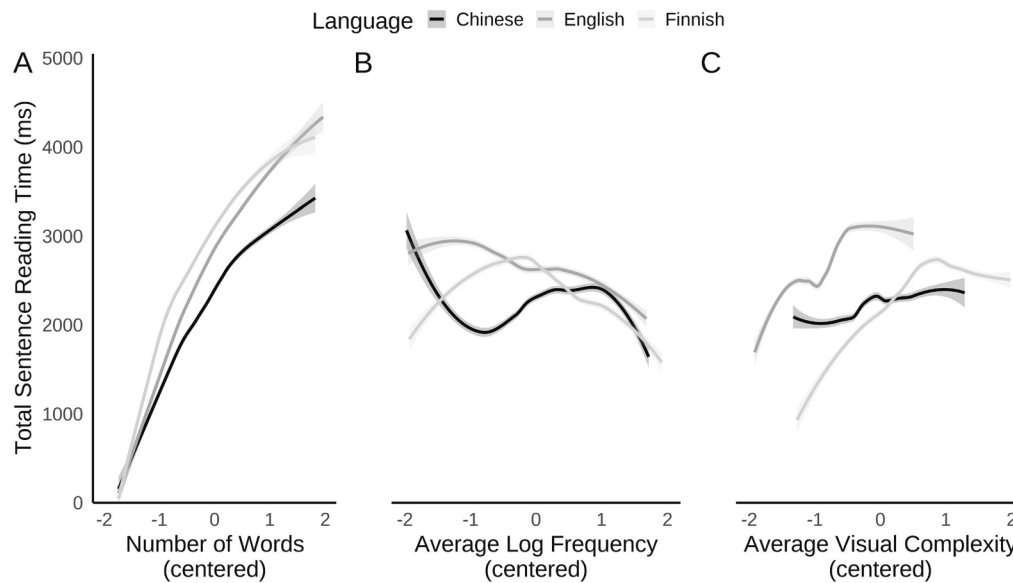 Language Chinese English Finnish
A B C
Total Sentence Reading Time (ms)
5000
4000
3000
2000
1000
0
-2 -1 0 1 2 -2 -1 0 1 2 -2 -1 0 1 2
Number of Words Average Log Frequency Average Visual Complexity
(centered) (centered) (centered)